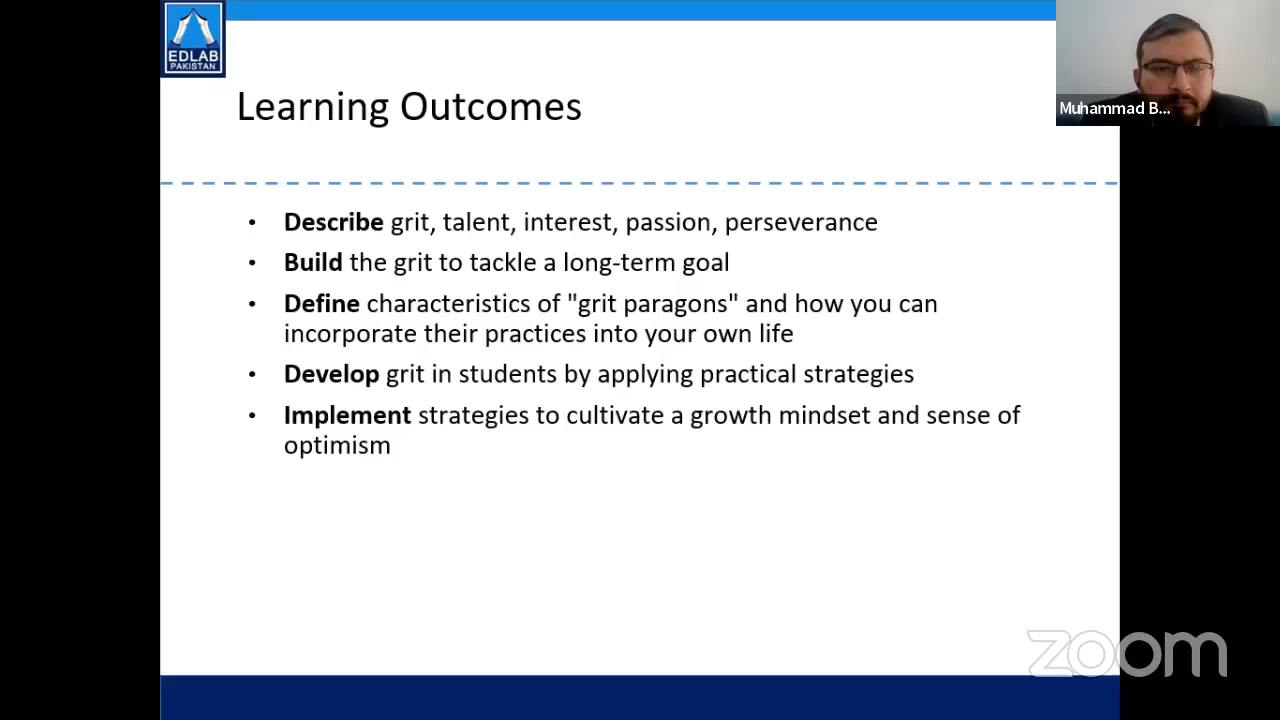 EDLAB
PAKISTAN
Muhammad B...
Learning Outcomes
• Describe grit, talent, interest, passion, perseverance
• Build the grit to tackle a long-term goal
• Define characteristics of "grit paragons" and how you can
incorporate their practices into your own life
• Develop grit in students by applying practical strategies
• Implement strategies to cultivate a growth mindset and sense of
optimism
zoom